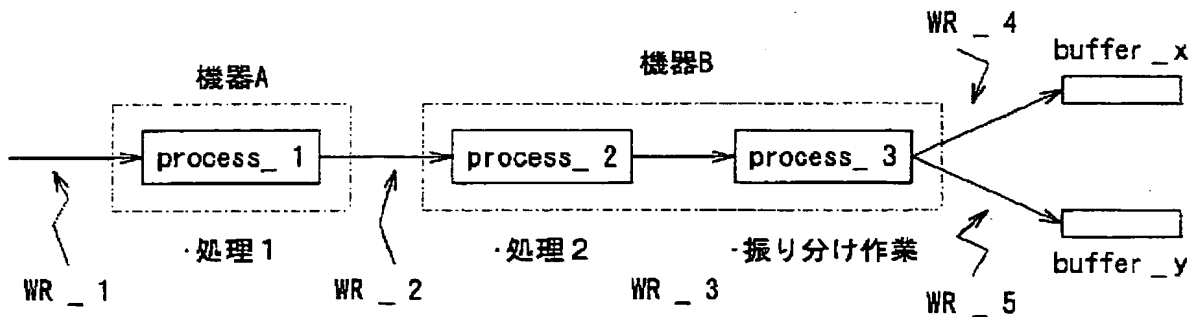 WR _ 4
buffer _ x
機器A
機器B
process_ 1
process_ 2
process_ 3
・処理1
・処理2
・振り分け作業
buffer _ y
WR _ 1
WR _ 2
WR _ 3
WR _ 5